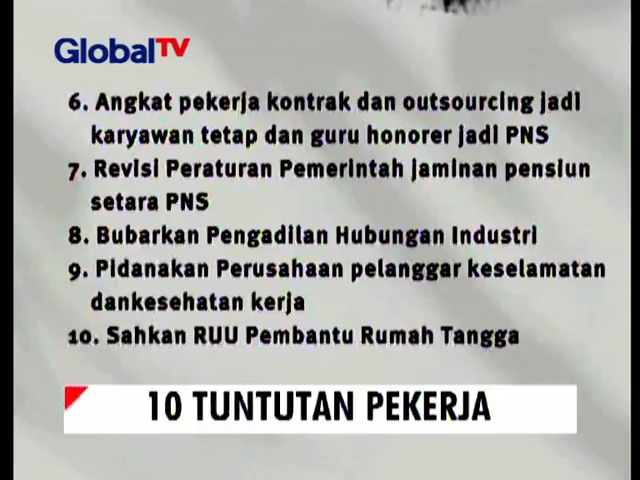 GlobalTV
6. Angkat pekerja kontrak dan outsourcing jadi
karyawan tetap dan guru honorer jadi PNS
7. Revisi Peraturan Pemerintah jaminan pensiun
setara PNS
8. Bubarkan Pengadilan Hubungan Industri
9. Pidanakan Perusahaan pelanggar keselamatan
dankesehatan kerja
10. Sahkan RUU Pembantu Rumah Tangga
10 TUNTUTAN PEKERJA